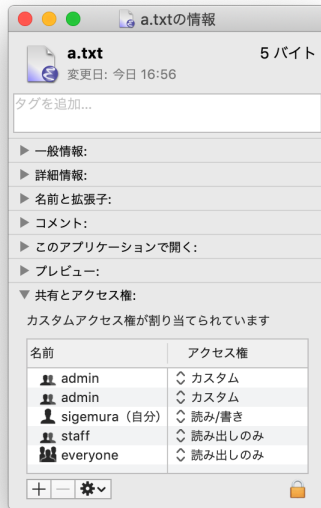 a.txtの情報
a.txt 5 バイト
変更日: 今日 16:56
タグを追加...
一般情報:
詳細情報:
名前と拡張子:
コメント:
このアプリケーションで開く:
プレビュー:
共有とアクセス権:
カスタムアクセス権が割り当てられています
名前 アクセス権
admin カスタム
admin カスタム
sigemura（自分） 読み/書き
staff 読み出しのみ
everyone 読み出しのみ